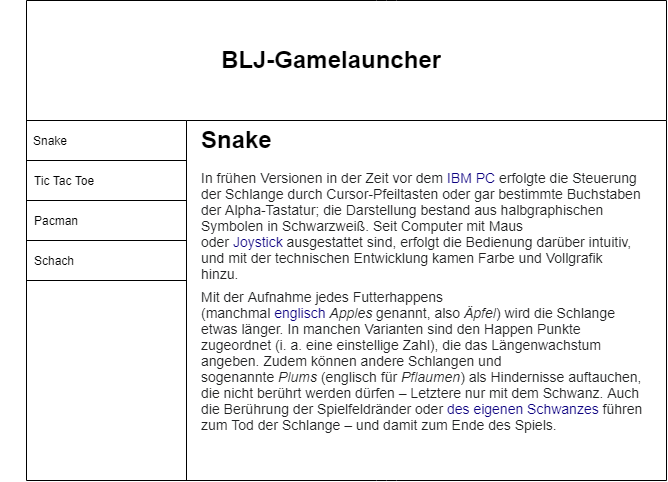 BLJ-Gamelauncher
Snake
Tic Tac Toe
Pacman
Schach
Snake
In frühen Versionen in der Zeit vor dem IBM PC erfolgte die Steuerung
der Schlange durch Cursor-Pfeiltasten oder gar bestimmte Buchstaben
der Alpha-Tastatur; die Darstellung bestand aus halbgraphischen
Symbolen in Schwarzweiß. Seit Computer mit Maus
oder Joystick ausgestattet sind, erfolgt die Bedienung darüber intuitiv,
und mit der technischen Entwicklung kamen Farbe und Vollgrafik
hinzu.
Mit der Aufnahme jedes Futterhappens
(manchmal englisch Apples genannt, also Äpfel) wird die Schlange
etwas länger. In manchen Varianten sind den Happen Punkte
zugeordnet (i. a. eine einstellige Zahl), die das Längenwachstum
angeben. Zudem können andere Schlangen und
sogenannte Plums (englisch für Pflaumen) als Hindernisse auftauchen,
die nicht berührt werden dürfen – Letztere nur mit dem Schwanz. Auch
die Berührung der Spielfeldränder oder des eigenen Schwanzes führen
zum Tod der Schlange – und damit zum Ende des Spiels.